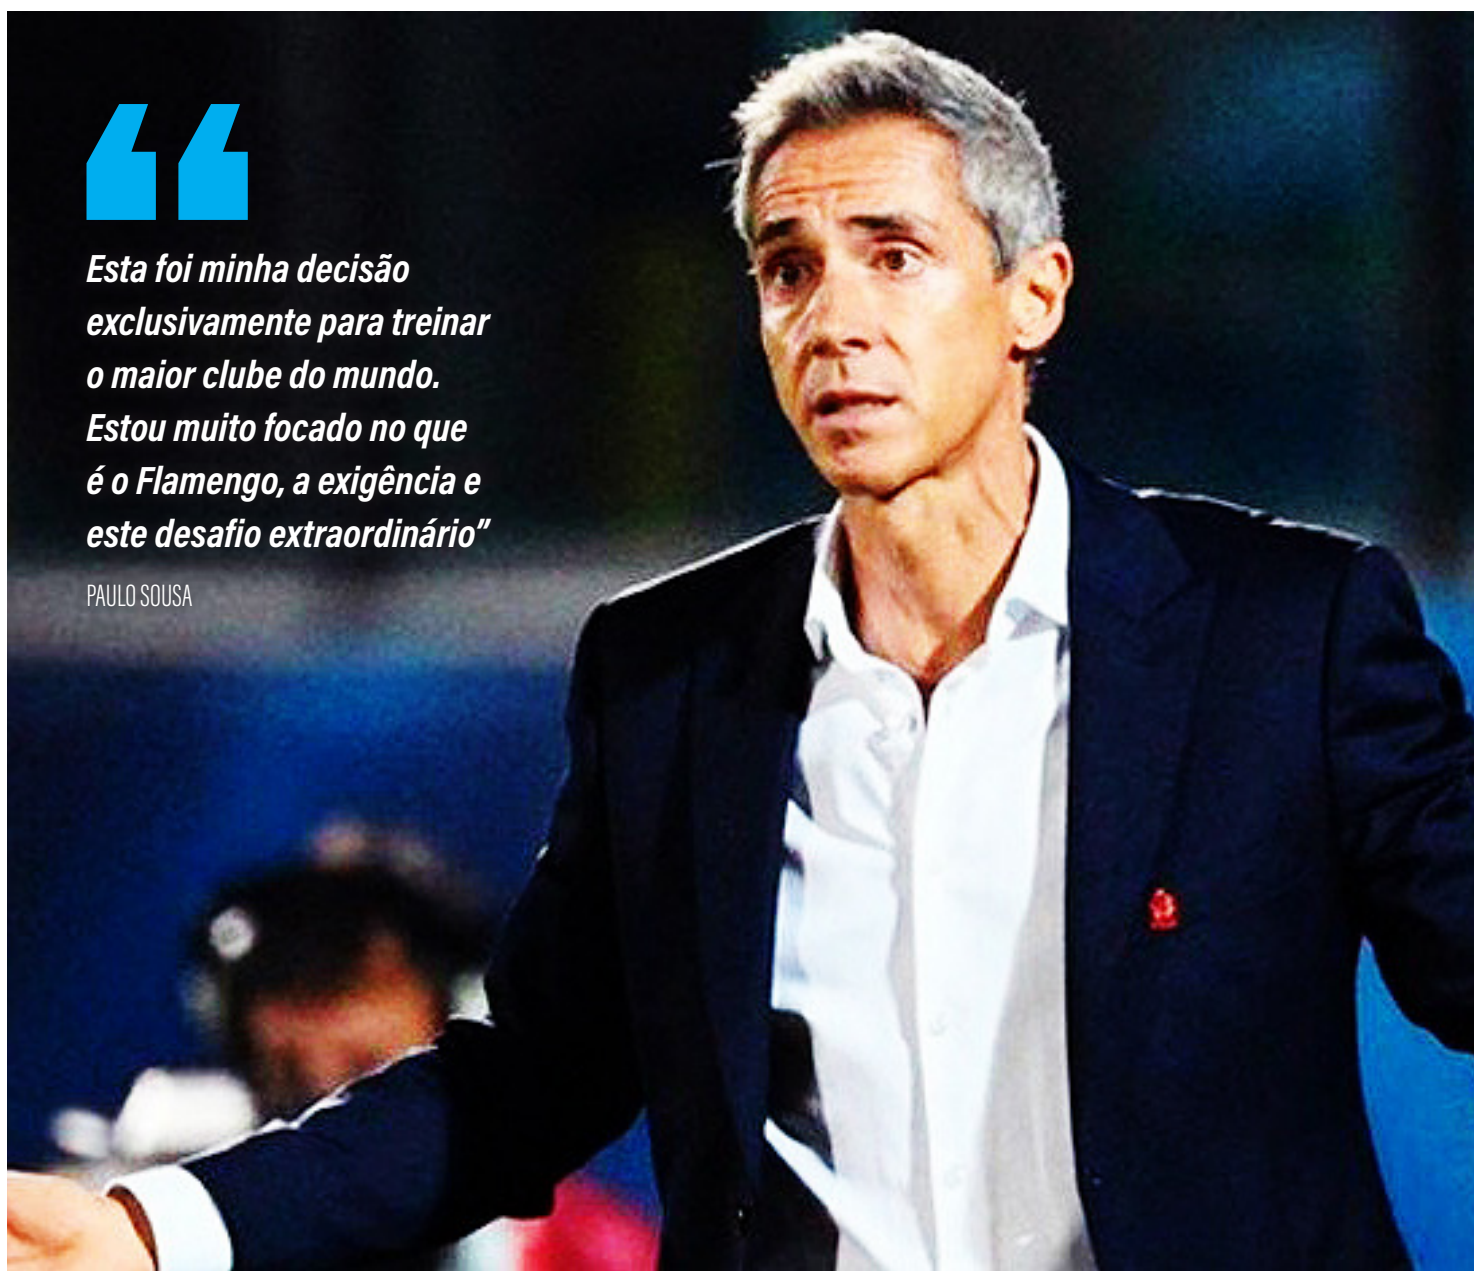 “
Esta foi minha decisão
exclusivamente para treinar
o maior clube do mundo.
Estou muito focado no que
é o Flamengo, a exigência e
este desafio extraordinário”
PAULO SOUSA